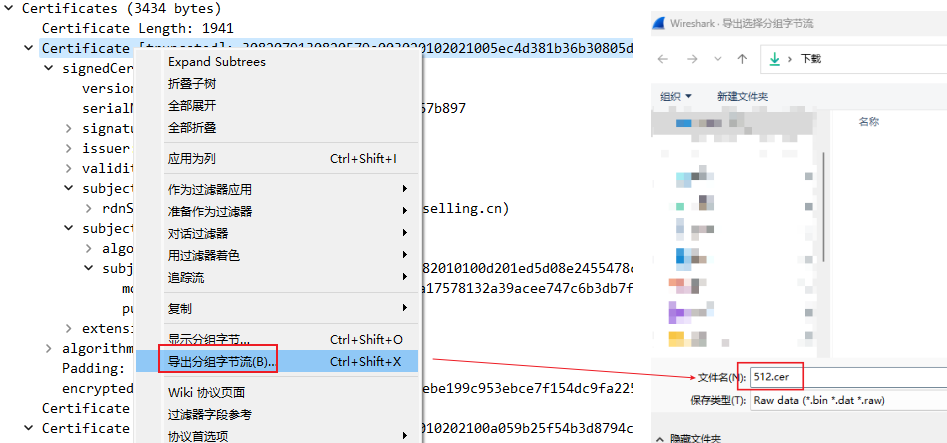 Certificates (3434 bytes)
Certificate Length: 1941
Certificate [truncated]: 3082079130820579a003020102021005ec4d381b36b30805d
signedCer
version
serialN
57b897
signatu
issuer
validit
subject
rdnS
selling.cn)
subject
algo
subj
82010100d201ed5d08e2455478c
mo
a17578132a39acee747c6b3db7f
pu
extensi
algorithm
Padding:
encrypted
ebe199c953ebce7f154dc9fa225
Certificate
Certificate
010202100a059b25f54b3d8794c
Expand Subtrees
折叠子树
全部展开
全部折叠
应用为列 Ctrl+Shift+I
作为过滤器应用
准备作为过滤器
对话过滤器
用过滤器着色
追踪流
复制
显示分组字节... Ctrl+Shift+O
导出分组字节流(B)... Ctrl+Shift+X
Wiki 协议页面
过滤器字段参考
协议首选项
Wireshark · 导出选择分组字节流
下载
组织 新建文件夹
名称
文件名(N): 512.cer
保存类型(T): Raw data (*.bin *.dat *.raw)
隐藏文件夹